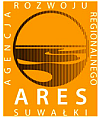 AGENCJA ROZWOJU REGIONALNEGO
ARES
SUWAŁKI